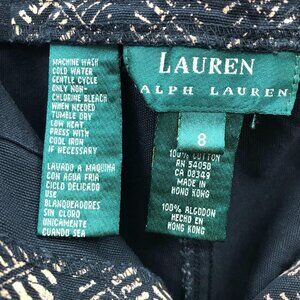 MACHINE WASH
COLD WATER
GENTLE CYCLE
ONLY NON-
CHLORINE BLEACH
WHEN NEEDED
TUMBLE DRY
LOW HEAT
PRESS WITH
COOL IRON
IF NECESSARY
LAVADO A MAQUINA
CON AGUA FRIA
CICLO DELICADO
USE
BLANQUEADORES
SIN CLORO
UNICAMENTE
CUANDO SEA
LAUREN
RALPH LAUREN
8
100% COTTON
RN 54050
CA 08349
MADE IN
HONG KONG
100% ALGODON
HECHO EN
HONG KONG